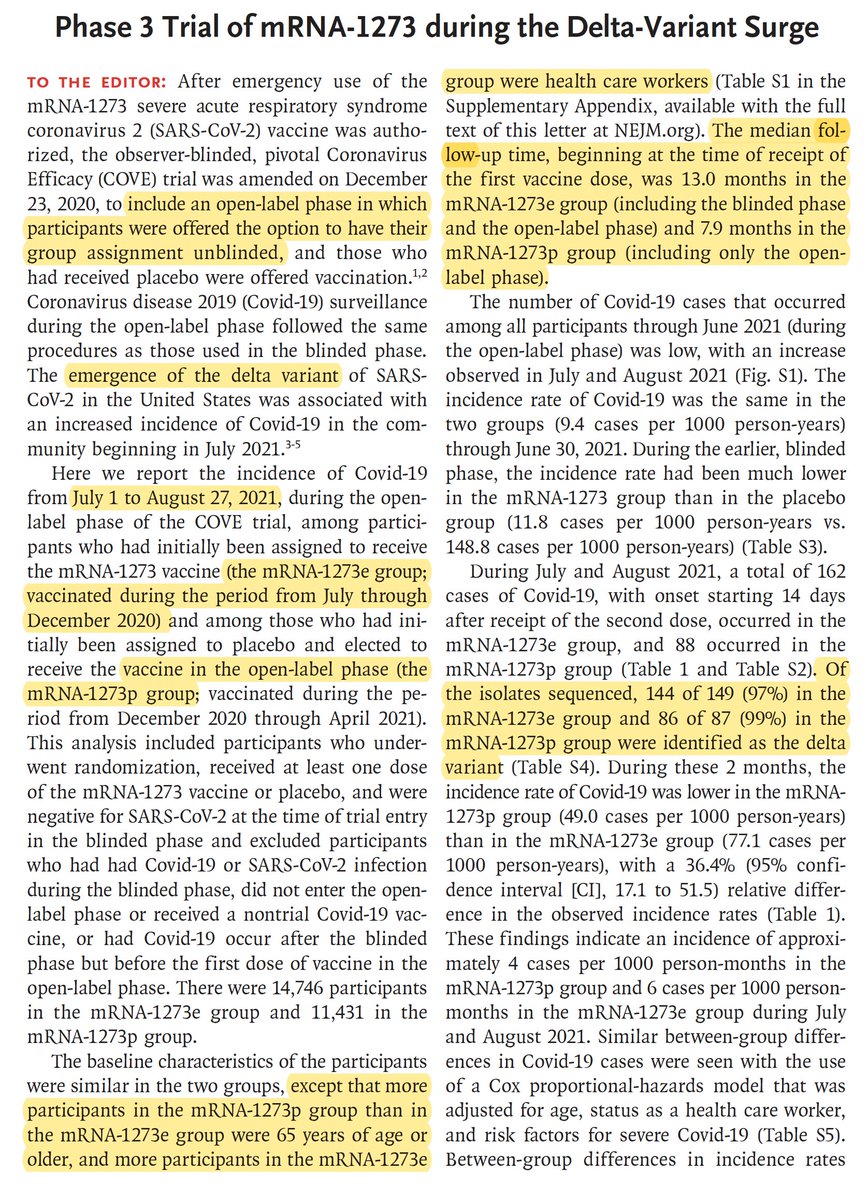 Phase 3 Trial of mRNA-1273 during the Delta-Variant Surge
TO THE EDITOR: After emergency use of the
mRNA-1273 severe acute respiratory syndrome
coronavirus 2 (SARS-CoV-2) vaccine was autho-
rized, the observer-blinded, pivotal Coronavirus
Efficacy (COVE) trial was amended on December
23, 2020, to include an open-label phase in which
participants were offered the option to have their
group assignment unblinded, and those who
had received placebo were offered vaccination.1,2
Coronavirus disease 2019 (Covid-19) surveillance
during the open-label phase followed the same
procedures as those used in the blinded phase.
The emergence of the delta variant of SARS-
CoV-2 in the United States was associated with
an increased incidence of Covid-19 in the com-
munity beginning in July 2021.3-5
Here we report the incidence of Covid-19
from July 1 to August 27, 2021, during the open-
label phase of the COVE trial, among partici-
pants who had initially been assigned to receive
the mRNA-1273 vaccine (the mRNA-1273e group;
vaccinated during the period from July through
December 2020) and among those who had ini-
tially been assigned to placebo and elected to
receive the vaccine in the open-label phase (the
mRNA-1273p group; vaccinated during the pe-
riod from December 2020 through April 2021).
This analysis included participants who under-
went randomization, received at least one dose
of the mRNA-1273 vaccine or placebo, and were
negative for SARS-CoV-2 at the time of trial entry
in the blinded phase and excluded participants
who had had Covid-19 or SARS-CoV-2 infection
during the blinded phase, did not enter the open-
label phase or received a nontrial Covid-19 vac-
cine, or had Covid-19 occur after the blinded
phase but before the first dose of vaccine in the
open-label phase. There were 14,746 participants
in the mRNA-1273e group and 11,431 in the
mRNA-1273p group.
The baseline characteristics of the participants
were similar in the two groups, except that more
participants in the mRNA-1273p group than in
the mRNA-1273e group were 65 years of age or
older, and more participants in the mRNA-1273e
group were health care workers (Table S1 in the
Supplementary Appendix, available with the full
text of this letter at NEJM.org). The median fol-
low-up time, beginning at the time of receipt of
the first vaccine dose, was 13.0 months in the
mRNA-1273e group (including the blinded phase
and the open-label phase) and 7.9 months in the
mRNA-1273p group (including only the open-
label phase).
The number of Covid-19 cases that occurred
among all participants through June 2021 (during
the open-label phase) was low, with an increase
observed in July and August 2021 (Fig. S1). The
incidence rate of Covid-19 was the same in the
two groups (9.4 cases per 1000 person-years)
through June 30, 2021. During the earlier, blinded
phase, the incidence rate had been much lower
in the mRNA-1273 group than in the placebo
group (11.8 cases per 1000 person-years vs.
148.8 cases per 1000 person-years) (Table S3).
During July and August 2021, a total of 162
cases of Covid-19, with onset starting 14 days
after receipt of the second dose, occurred in the
mRNA-1273e group, and 88 occurred in the
mRNA-1273p group (Table 1 and Table S2). Of
the isolates sequenced, 144 of 149 (97%) in the
mRNA-1273e group and 86 of 87 (99%) in the
mRNA-1273p group were identified as the delta
variant (Table S4). During these 2 months, the
incidence rate of Covid-19 was lower in the mRNA-
1273p group (49.0 cases per 1000 person-years)
than in the mRNA-1273e group (77.1 cases per
1000 person-years), with a 36.4% (95% confi-
dence interval [CI], 17.1 to 51.5) relative differ-
ence in the observed incidence rates (Table 1).
These findings indicate an incidence of approxi-
mately 4 cases per 1000 person-months in the
mRNA-1273p group and 6 cases per 1000 person-
months in the mRNA-1273e group during July
and August 2021. Similar between-group differ-
ences in Covid-19 cases were seen with the use
of a Cox proportional-hazards model that was
adjusted for age, status as a health care worker,
and risk factors for severe Covid-19 (Table S5).
Between-group differences in incidence rates